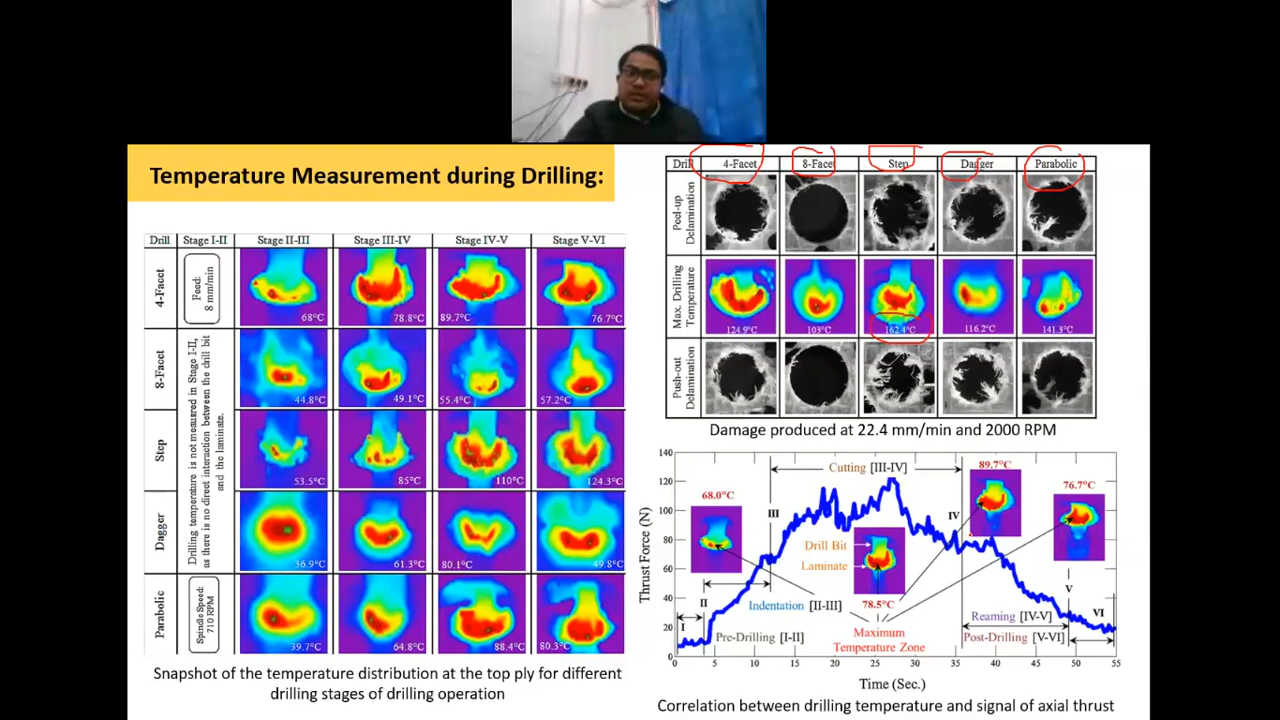 Temperature Measurement during Drilling:
Drill Stage I-II Stage II-III Stage III-IV Stage IV-V Stage V-VI
4-Facet
Feed:
8 mm/min
68°C 78.8°C 89.7°C 76.7°C
8-Facet
Drilling temperature is not measured in Stage I-II,
as there is no direct interaction between the drill bit
and the laminate.
44.8°C 49.1°C 55.4°C 57.2°C
Step
53.5°C 85°C 110°C 124.3°C
Dagger
36.9°C 61.3°C 80.1°C 49.8°C
Parabolic
Spindle Speed:
710 RPM
39.7°C 64.8°C 88.4°C 80.3°C
Snapshot of the temperature distribution at the top ply for different
drilling stages of drilling operation
Drill 4-Facet 8-Facet Step Dagger Parabolic
Peel-up
Delamination
Max. Drilling
Temperature
124.9°C 103°C 162.4°C 116.2°C 141.3°C
Push-out
Delamination
Damage produced at 22.4 mm/min and 2000 RPM
140
120
100
80
60
40
20
0
Thrust Force (N)
Cutting [III-IV]
89.7°C
68.0°C
76.7°C
III
IV
Drill Bit
Laminate
78.5°C
II
Indentation [II-III]
V
I
VI
Reaming [IV-V]
Pre-Drilling [I-II]
Maximum
Temperature Zone
Post-Drilling [V-VI]
0 5 10 15 20 25 30 35 40 45 50 55
Time (Sec.)
Correlation between drilling temperature and signal of axial thrust